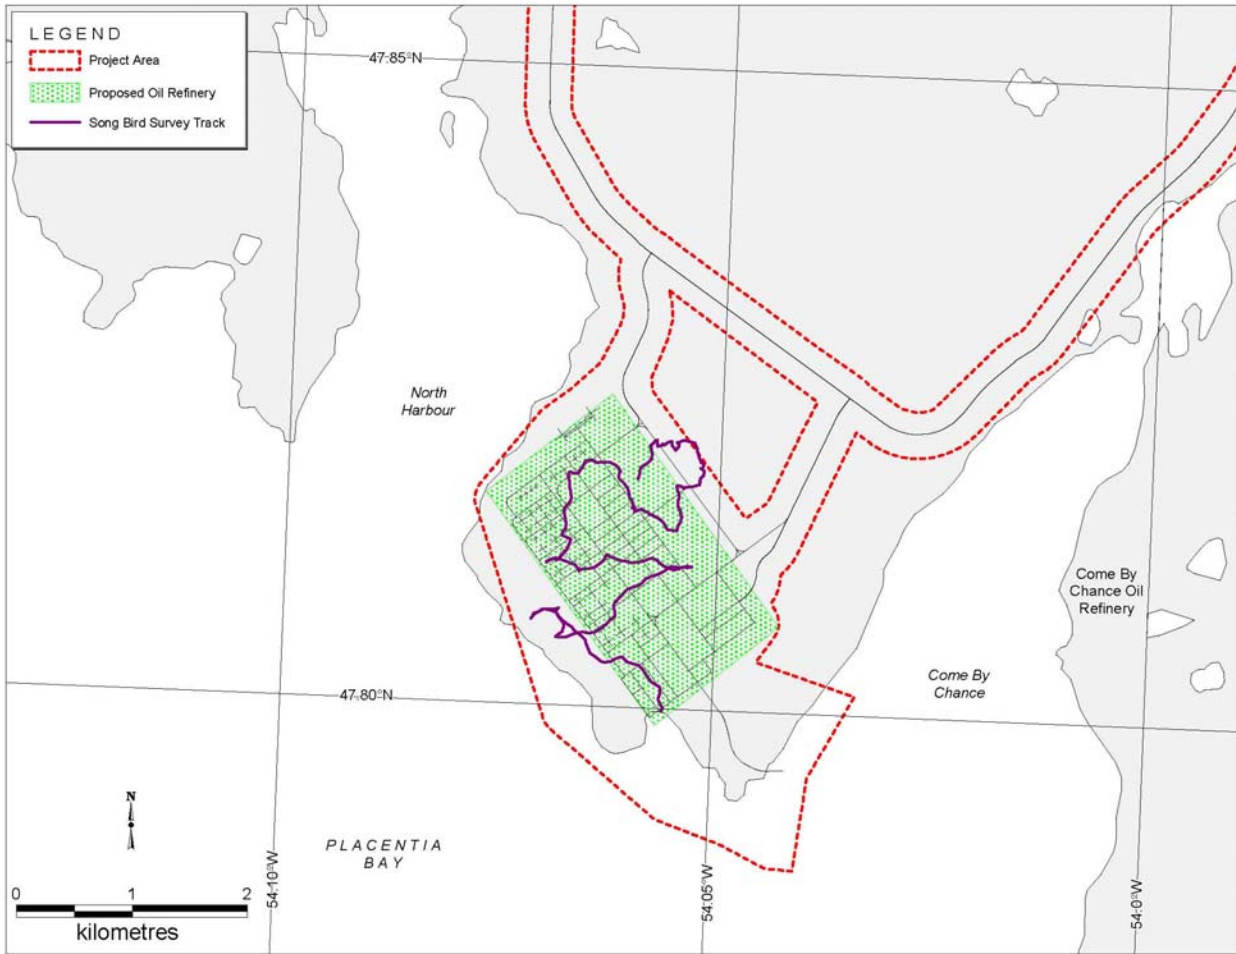 LEGEND
Project Area
Proposed Oil Refinery
Song Bird Survey Track
47.85°N
North
Harbour
Come By
Chance Oil
Refinery
Come By
Chance
47.80°N
N
PLACENTIA
BAY
54.10°W
54.05°W
54.0°W
0 1 2
kilometres